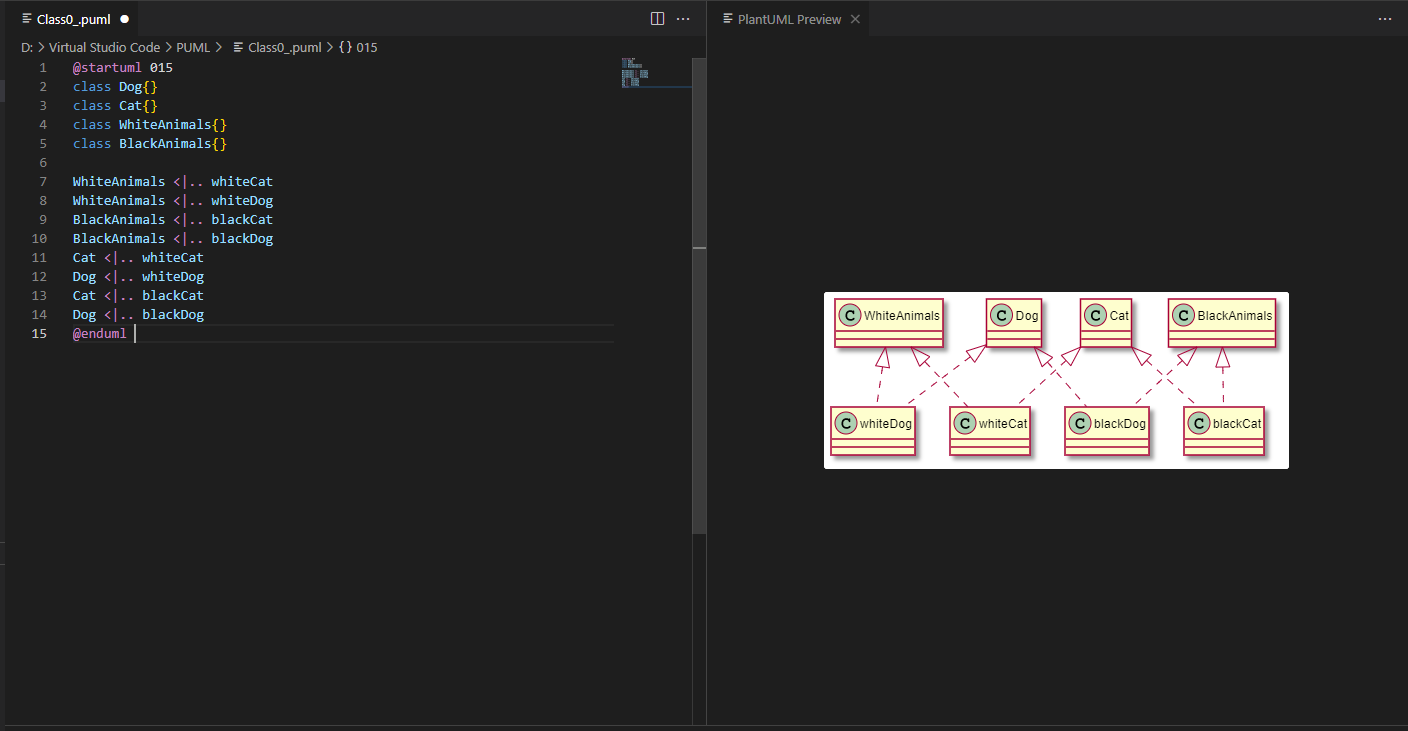 Class0_.puml
PlantUML Preview
D: > Virtual Studio Code > PUML > Class0_.puml > {} 015
1 @startuml 015
2 class Dog{}
3 class Cat{}
4 class WhiteAnimals{}
5 class BlackAnimals{}
6
7 WhiteAnimals <|.. whiteCat
8 WhiteAnimals <|.. whiteDog
9 BlackAnimals <|.. blackCat
10 BlackAnimals <|.. blackDog
11 Cat <|.. whiteCat
12 Dog <|.. whiteDog
13 Cat <|.. blackCat
14 Dog <|.. blackDog
15 @enduml
C WhiteAnimals C Dog C Cat C BlackAnimals
C whiteDog C whiteCat C blackDog C blackCat